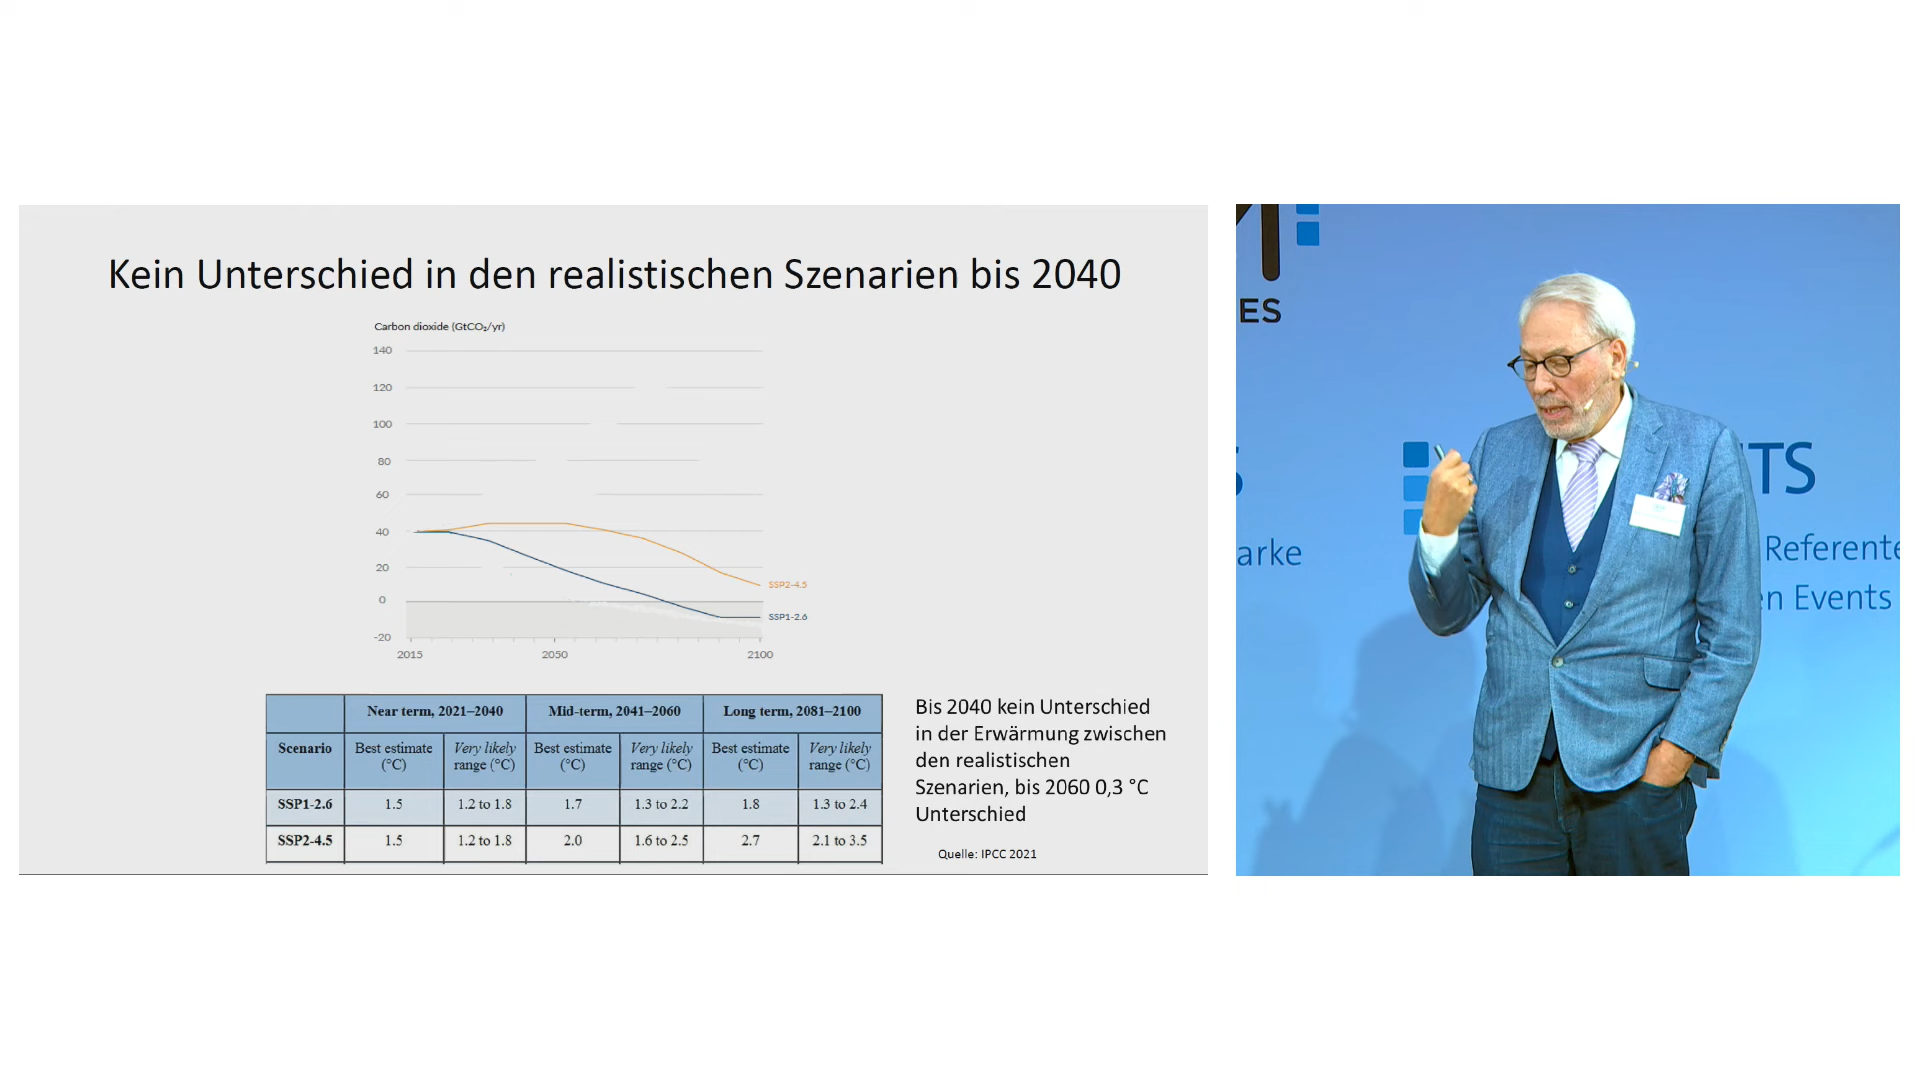 Kein Unterschied in den realistischen Szenarien bis 2040
Carbon dioxide (GtCO₂/yr)
140
120
100
80
60
40
20
0
-20
2015 2050 2100
SSP2-4.5
SSP1-2.6
Near term, 2021–2040 Mid-term, 2041–2060 Long term, 2081–2100
Scenario Best estimate (°C) Very likely range (°C) Best estimate (°C) Very likely range (°C) Best estimate (°C) Very likely range (°C)
SSP1-2.6 1.5 1.2 to 1.8 1.7 1.3 to 2.2 1.8 1.3 to 2.4
SSP2-4.5 1.5 1.2 to 1.8 2.0 1.6 to 2.5 2.7 2.1 to 3.5
Bis 2040 kein Unterschied
in der Erwärmung zwischen
den realistischen
Szenarien, bis 2060 0,3 °C
Unterschied
Quelle: IPCC 2021
ES
TS
arke
Referente
n Events